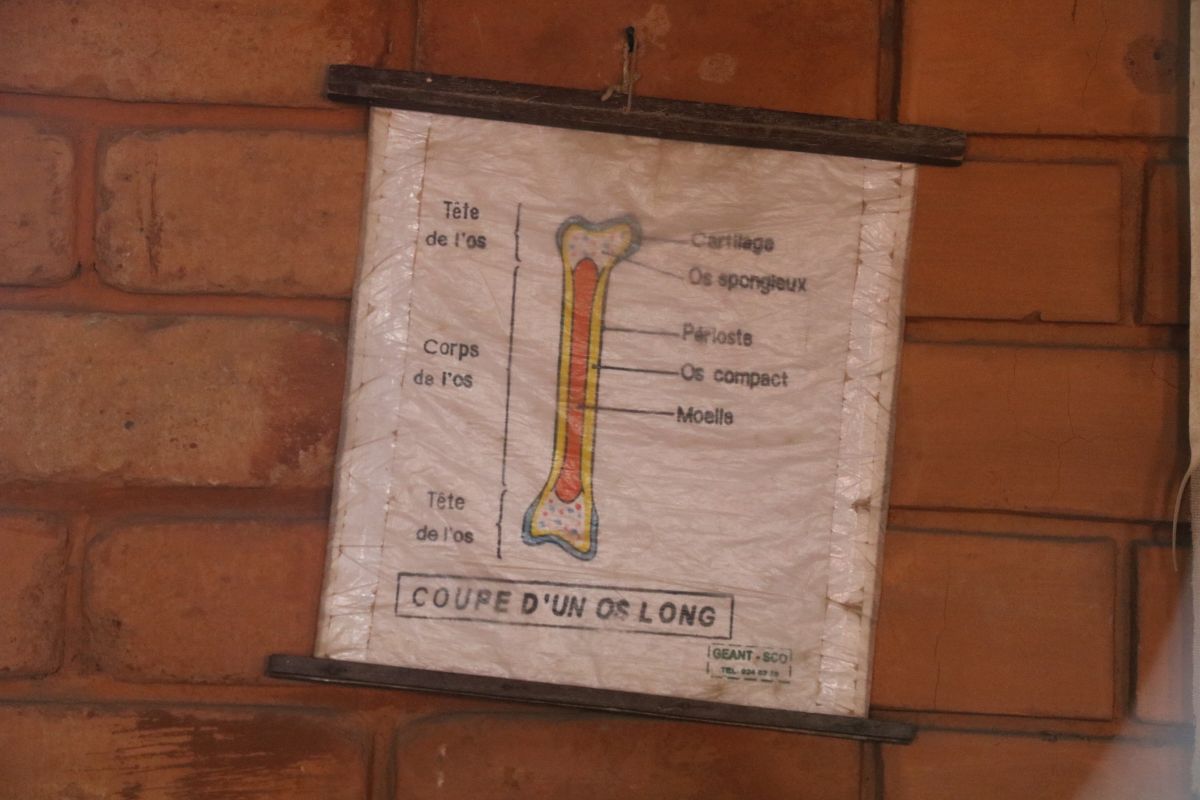 Tête
de l'os
Cartilage
Os spongieux
Périoste
Corps
de l'os
Os compact
Moelle
Tête
de l'os
COUPE D'UN OS LONG
GEANT - SCO
TEL